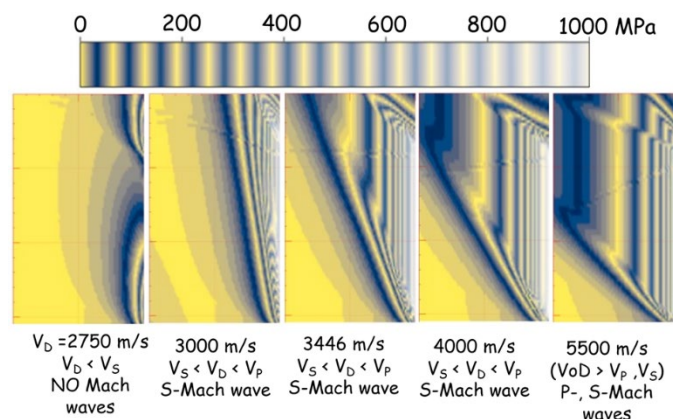 0 200 400 600 800 1000 MPa
V_D =2750 m/s
V_D < V_S
NO Mach
waves
3000 m/s
V_S < V_D < V_P
S-Mach wave
3446 m/s
V_S < V_D < V_P
S-Mach wave
4000 m/s
V_S < V_D < V_P
S-Mach wave
5500 m/s
(VoD > V_P ,V_S)
P-, S-Mach
waves